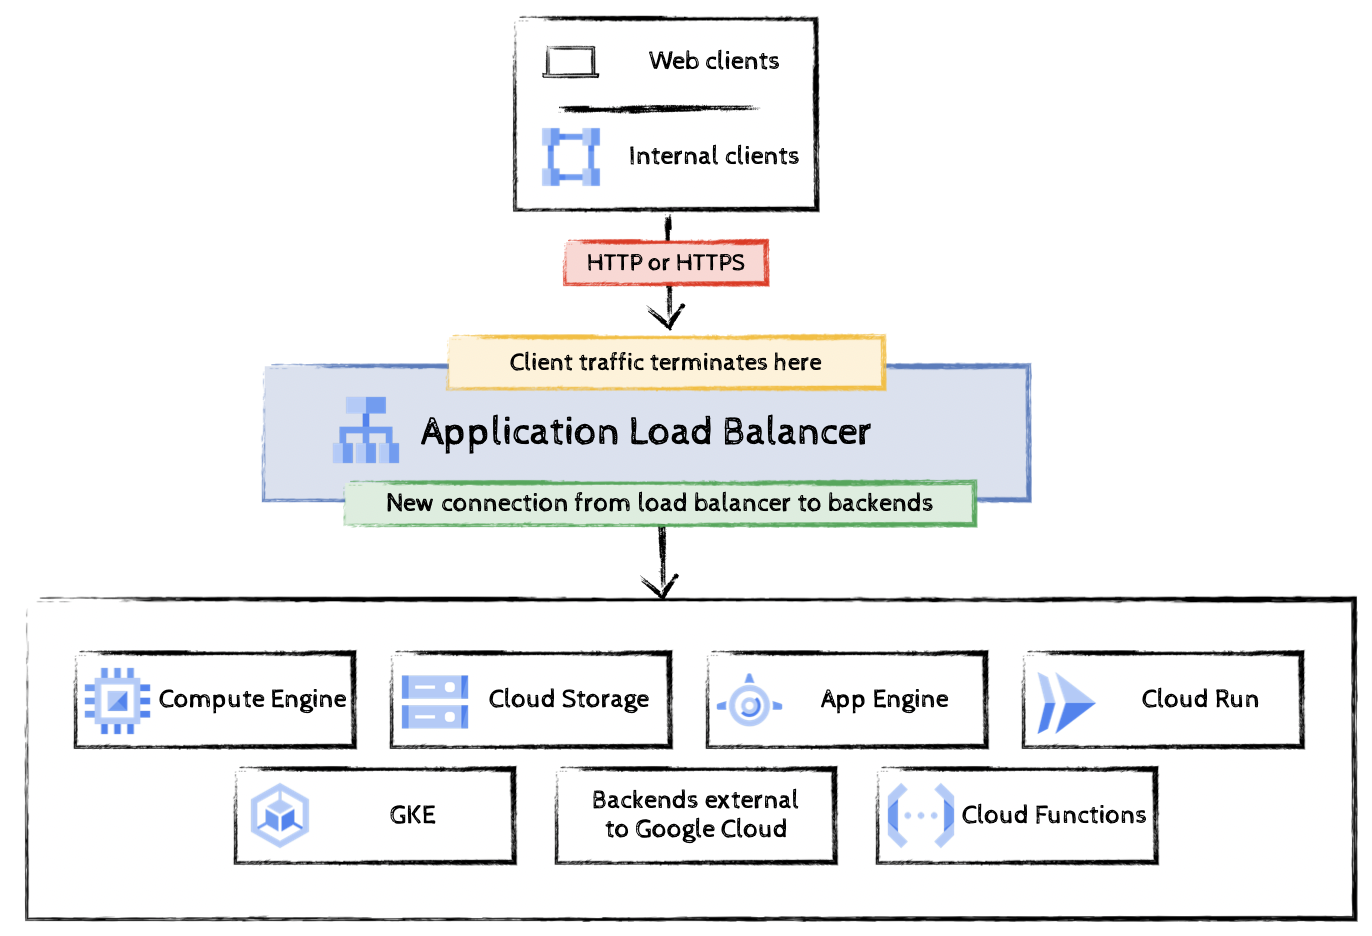 Web clients
Internal clients
HTTP or HTTPS
Client traffic terminates here
Application Load Balancer
New connection from load balancer to backends
Compute Engine
Cloud Storage
App Engine
Cloud Run
GKE
Backends external
to Google Cloud
Cloud Functions